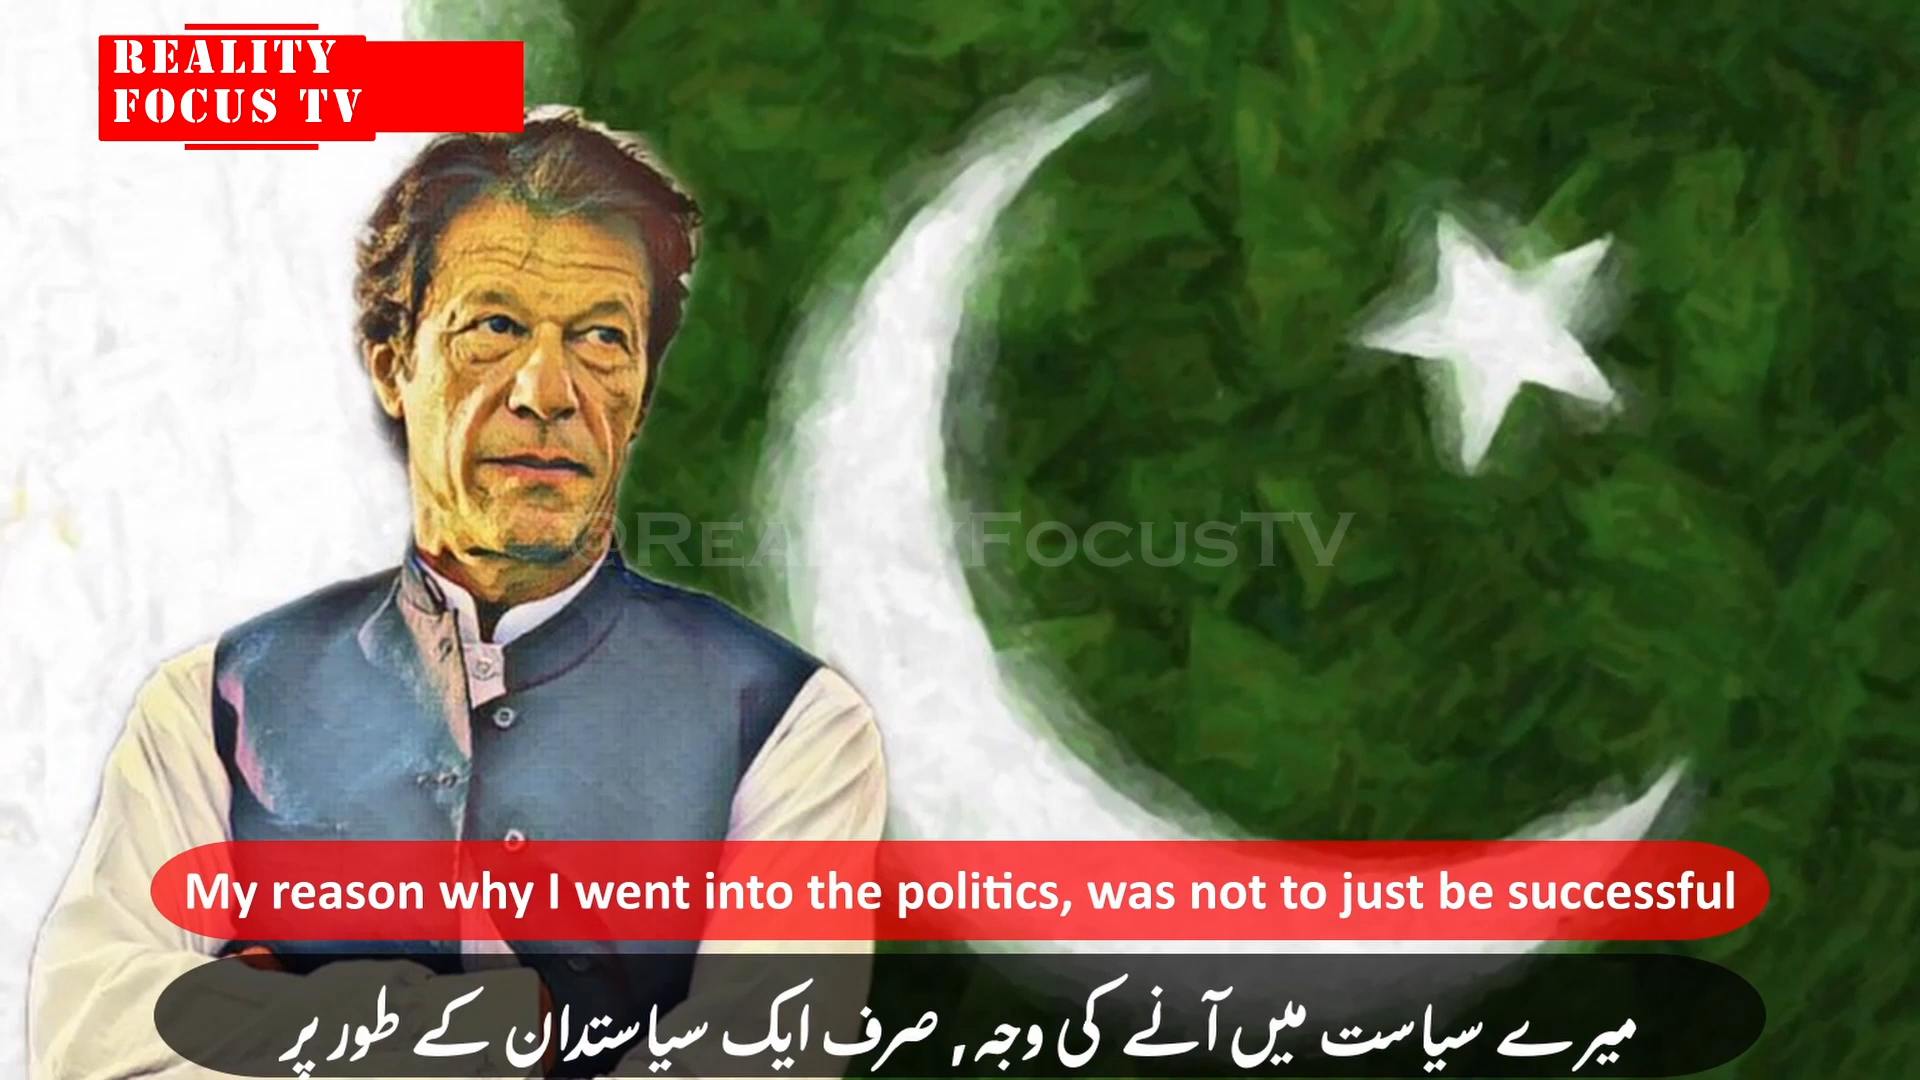 REALITY
FOCUS TV
@REALITYFOCUSTV
My reason why I went into the politics, was not to just be successful
میرے سیاست میں آنے کی وجہ, صرف ایک سیاستدان کے طور پر